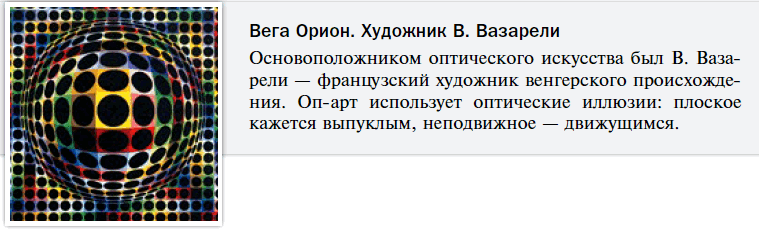 Вега Орион. Художник В. Вазарели
Основоположником оптического искусства был В. Ваза-
рели — французский художник венгерского происхожде-
ния. Оп-арт использует оптические иллюзии: плоское
кажется выпуклым, неподвижное — движущимся.